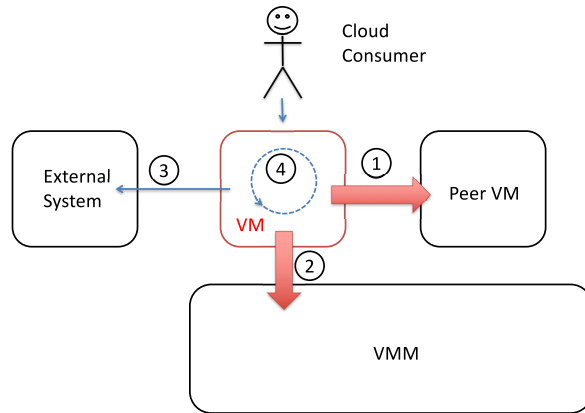 Cloud
Consumer
External
System
3
4
VM
1
Peer VM
2
VMM